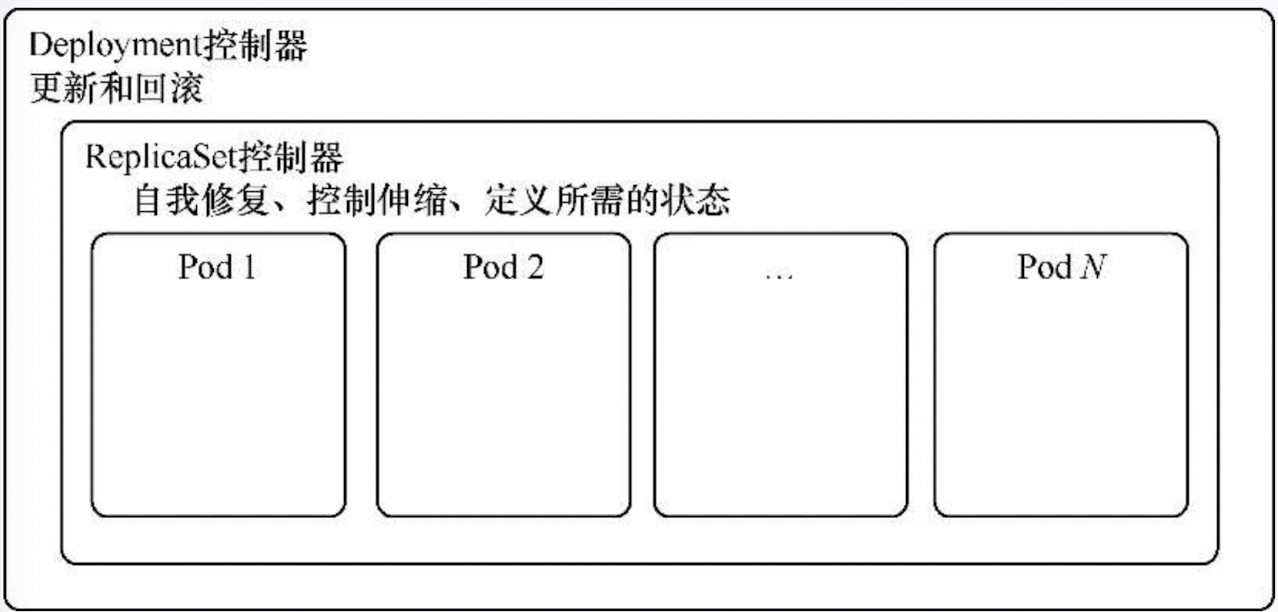 Deployment控制器
更新和回滚
ReplicaSet控制器
自我修复、控制伸缩、定义所需的状态
Pod 1
Pod 2
…
Pod N